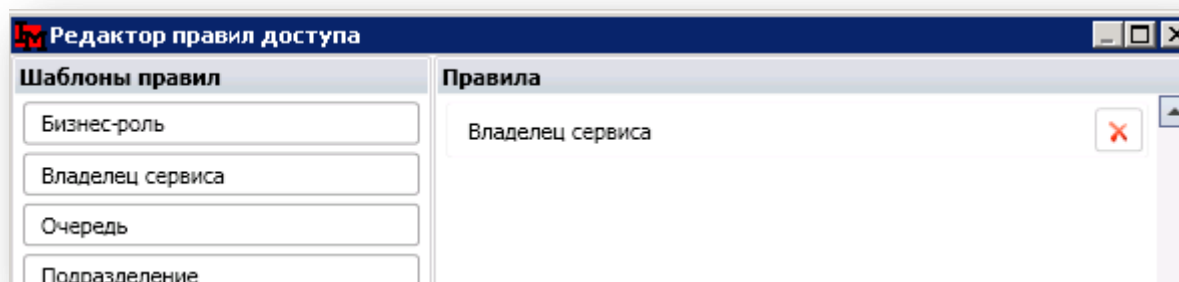 Редактор правил доступа
Шаблоны правил
Бизнес-роль
Владелец сервиса
Очередь
Подразделение
Правила
Владелец сервиса